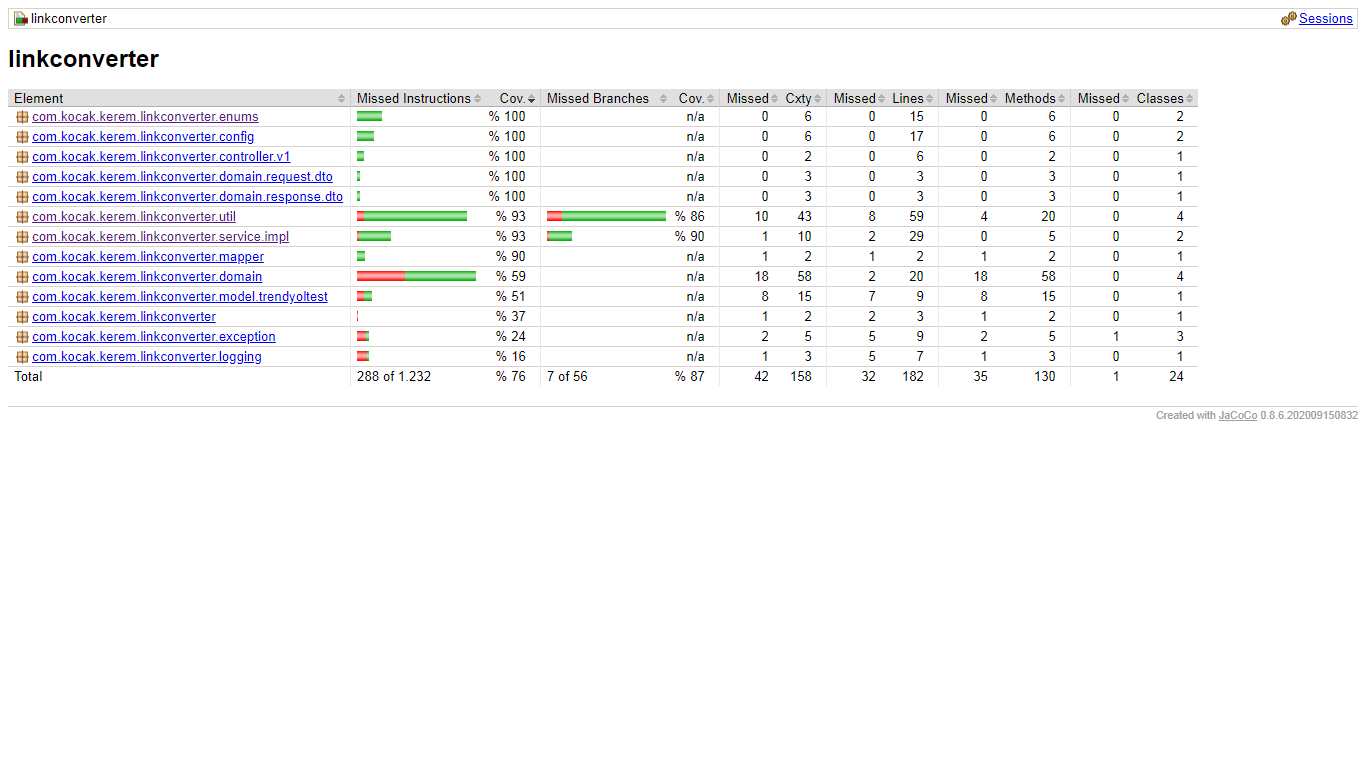 linkconverter Sessions
linkconverter
Element Missed Instructions Cov. Missed Branches Cov. Missed Cxty Missed Lines Missed Methods Missed Classes
com.kocak.kerem.linkconverter.enums % 100 n/a 0 6 0 15 0 6 0 2
com.kocak.kerem.linkconverter.config % 100 n/a 0 6 0 17 0 6 0 2
com.kocak.kerem.linkconverter.controller.v1 % 100 n/a 0 2 0 6 0 2 0 1
com.kocak.kerem.linkconverter.domain.request.dto % 100 n/a 0 3 0 3 0 3 0 1
com.kocak.kerem.linkconverter.domain.response.dto % 100 n/a 0 3 0 3 0 3 0 1
com.kocak.kerem.linkconverter.util % 93 % 86 10 43 8 59 4 20 0 4
com.kocak.kerem.linkconverter.service.impl % 93 % 90 1 10 2 29 0 5 0 2
com.kocak.kerem.linkconverter.mapper % 90 n/a 1 2 1 2 1 2 0 1
com.kocak.kerem.linkconverter.domain % 59 n/a 18 58 2 20 18 58 0 4
com.kocak.kerem.linkconverter.model.trendyoltest % 51 n/a 8 15 7 9 8 15 0 1
com.kocak.kerem.linkconverter % 37 n/a 1 2 2 3 1 2 0 1
com.kocak.kerem.linkconverter.exception % 24 n/a 2 5 5 9 2 5 1 3
com.kocak.kerem.linkconverter.logging % 16 n/a 1 3 5 7 1 3 0 1
Total 288 of 1.232 % 76 7 of 56 % 87 42 158 32 182 35 130 1 24
Created with JaCoCo 0.8.6.202009150832